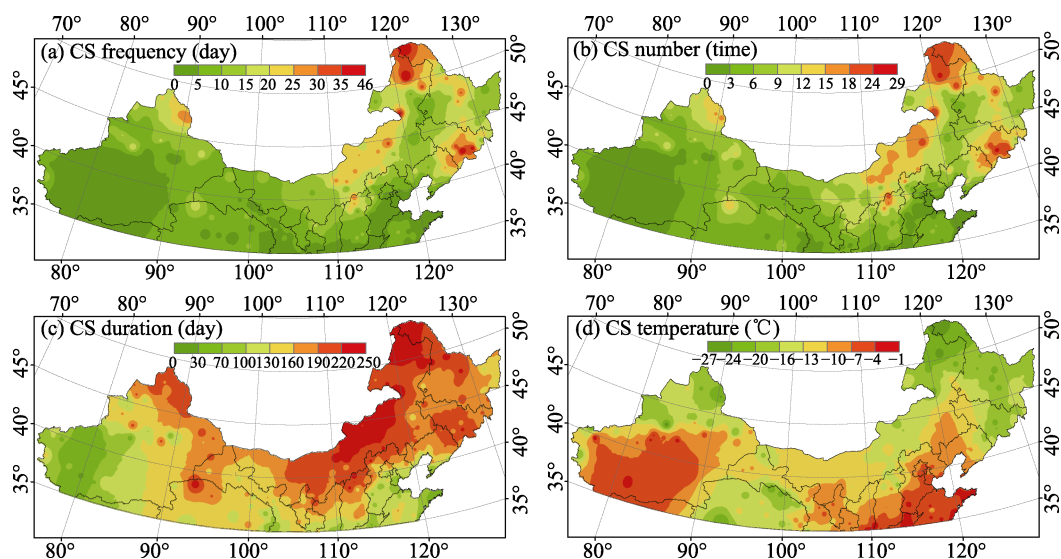 70° 80° 90° 100° 110° 120° 130°
(a) CS frequency (day)
0 5 10 15 20 25 30 35 46
50°
45°
45°
40°
40°
35°
35°
80° 90° 100° 110° 120°
70° 80° 90° 100° 110° 120° 130°
(b) CS number (time)
0 3 6 9 12 15 18 24 29
50°
45°
45°
40°
40°
35°
35°
80° 90° 100° 110° 120°
70° 80° 90° 100° 110° 120° 130°
(c) CS duration (day)
0 30 70 100 130 160 190 220 250
50°
45°
45°
40°
40°
35°
35°
80° 90° 100° 110° 120°
70° 80° 90° 100° 110° 120° 130°
(d) CS temperature (℃)
−27 −24 −20 −16 −13 −10 −7 −4 −1
50°
45°
45°
40°
40°
35°
35°
80° 90° 100° 110° 120°